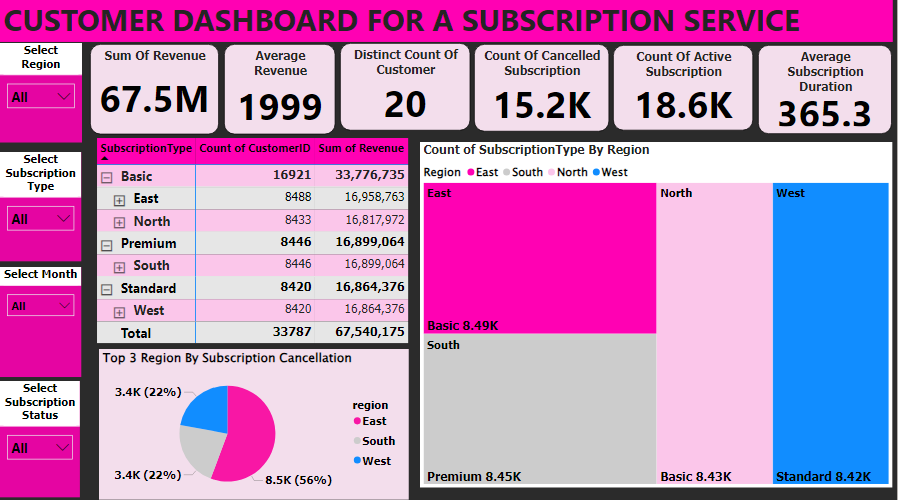 CUSTOMER DASHBOARD FOR A SUBSCRIPTION SERVICE
Select
Region
All
Select
Subscription
Type
All
Select Month
All
Select
Subscription
Status
All
Sum Of Revenue
67.5M
Average
Revenue
1999
Distinct Count Of
Customer
20
Count Of Cancelled
Subscription
15.2K
Count Of Active
Subscription
18.6K
Average
Subscription
Duration
365.3
SubscriptionType Count of CustomerID Sum of Revenue
Basic 16921 33,776,735
East 8488 16,958,763
North 8433 16,817,972
Premium 8446 16,899,064
South 8446 16,899,064
Standard 8420 16,864,376
West 8420 16,864,376
Total 33787 67,540,175
Top 3 Region By Subscription Cancellation
3.4K (22%)
3.4K (22%)
8.5K (56%)
region
East
South
West
Count of SubscriptionType By Region
Region East South North West
East
Basic 8.49K
South
Premium 8.45K
North
Basic 8.43K
West
Standard 8.42K